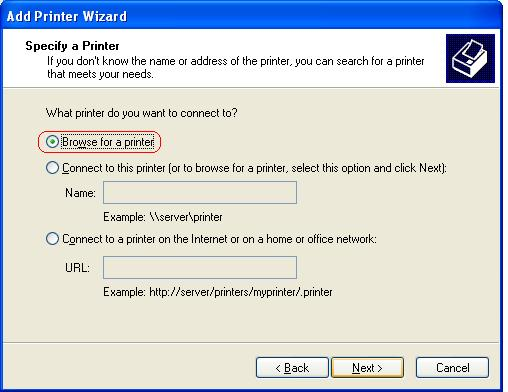 Add Printer Wizard
Specify a Printer
If you don't know the name or address of the printer, you can search for a printer
that meets your needs.
What printer do you want to connect to?
Browse for a printer
Connect to this printer (or to browse for a printer, select this option and click Next):
Name:
Example: \\server\printer
Connect to a printer on the Internet or on a home or office network:
URL:
Example: http://server/printers/myprinter/.printer
< Back
Next >
Cancel